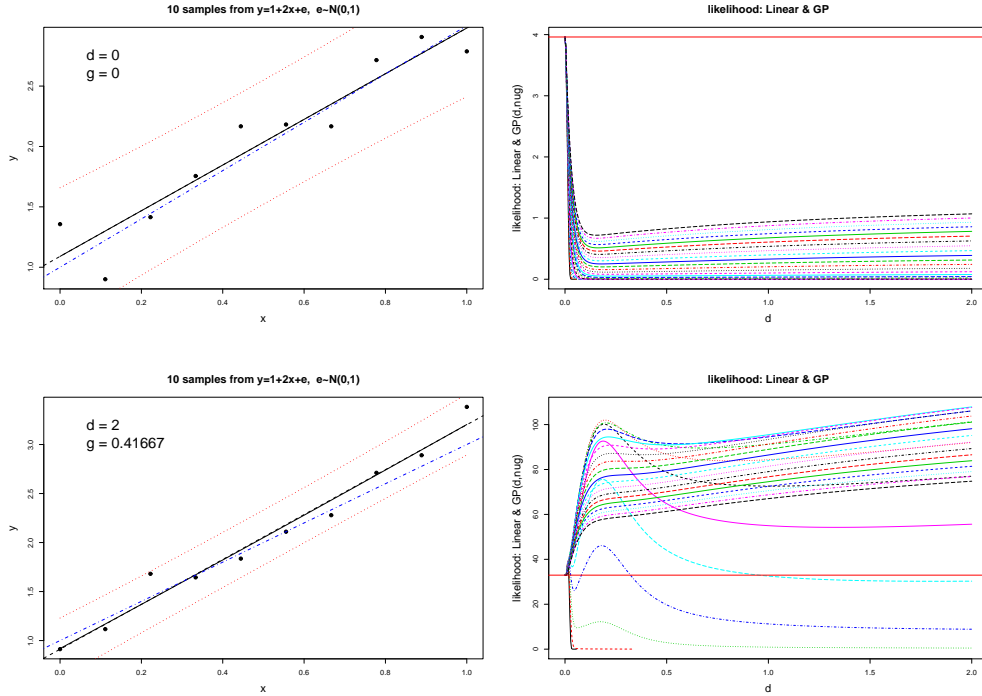 10 samples from y=1+2x+e, e~N(0,1)
d = 0
g = 0
y
1.0
1.5
2.0
2.5
0.0
0.2
0.4
0.6
0.8
1.0
x
likelihood: Linear & GP
likelihood: Linear & GP(d,nug)
0
1
2
3
4
0.0
0.5
1.0
1.5
2.0
d
10 samples from y=1+2x+e, e~N(0,1)
d = 2
g = 0.41667
y
1.0
1.5
2.0
2.5
3.0
0.0
0.2
0.4
0.6
0.8
1.0
x
likelihood: Linear & GP
likelihood: Linear & GP(d,nug)
0
20
40
60
80
100
0.0
0.5
1.0
1.5
2.0
d